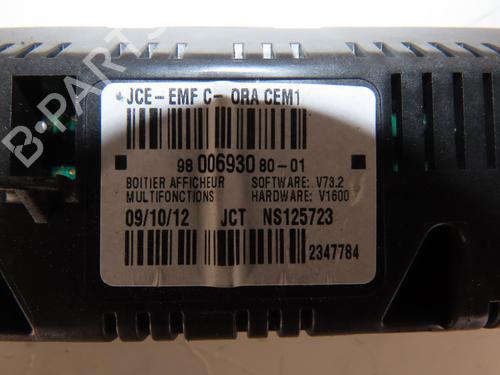 JCE-EMF C- ORA CEM1
98 006930 80-01
BOITIER AFFICHEUR SOFTWARE: V73.2
MULTIFONCTIONS HARDWARE: V1600
09/10/12 JCT NS125723
2347784
B-PARTS